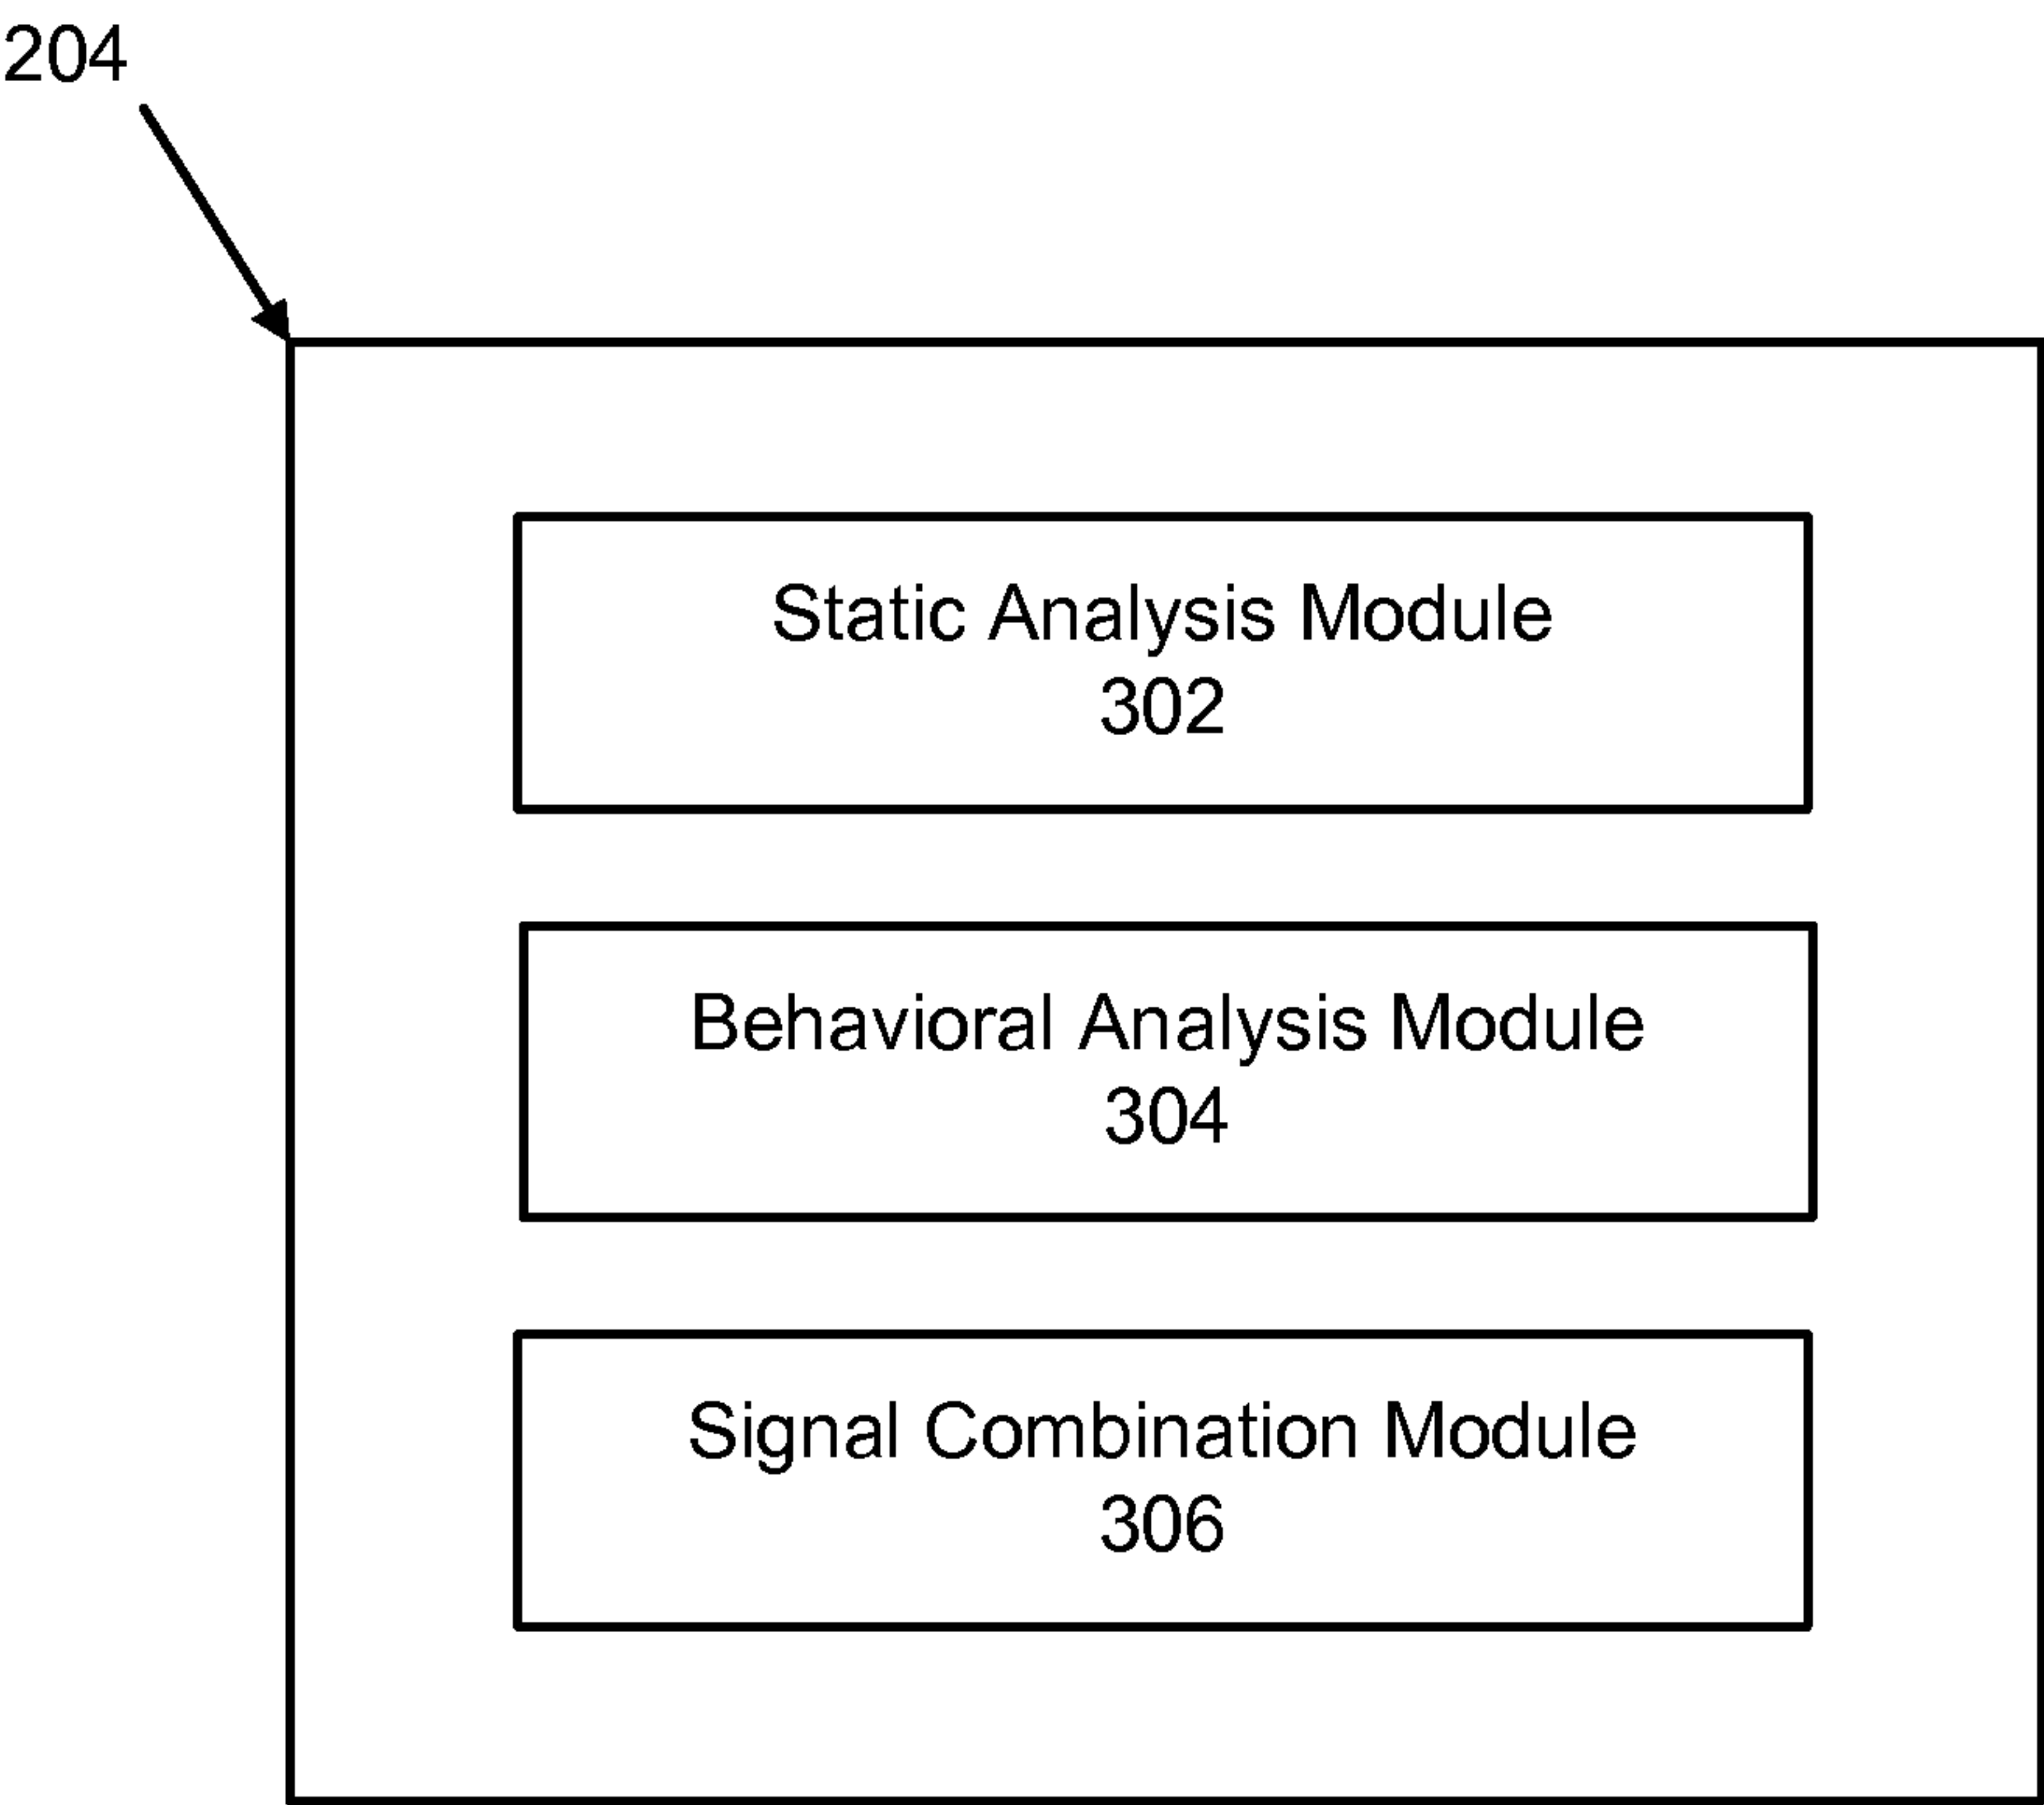 204
Static Analysis Module
302
Behavioral Analysis Module
304
Signal Combination Module
306